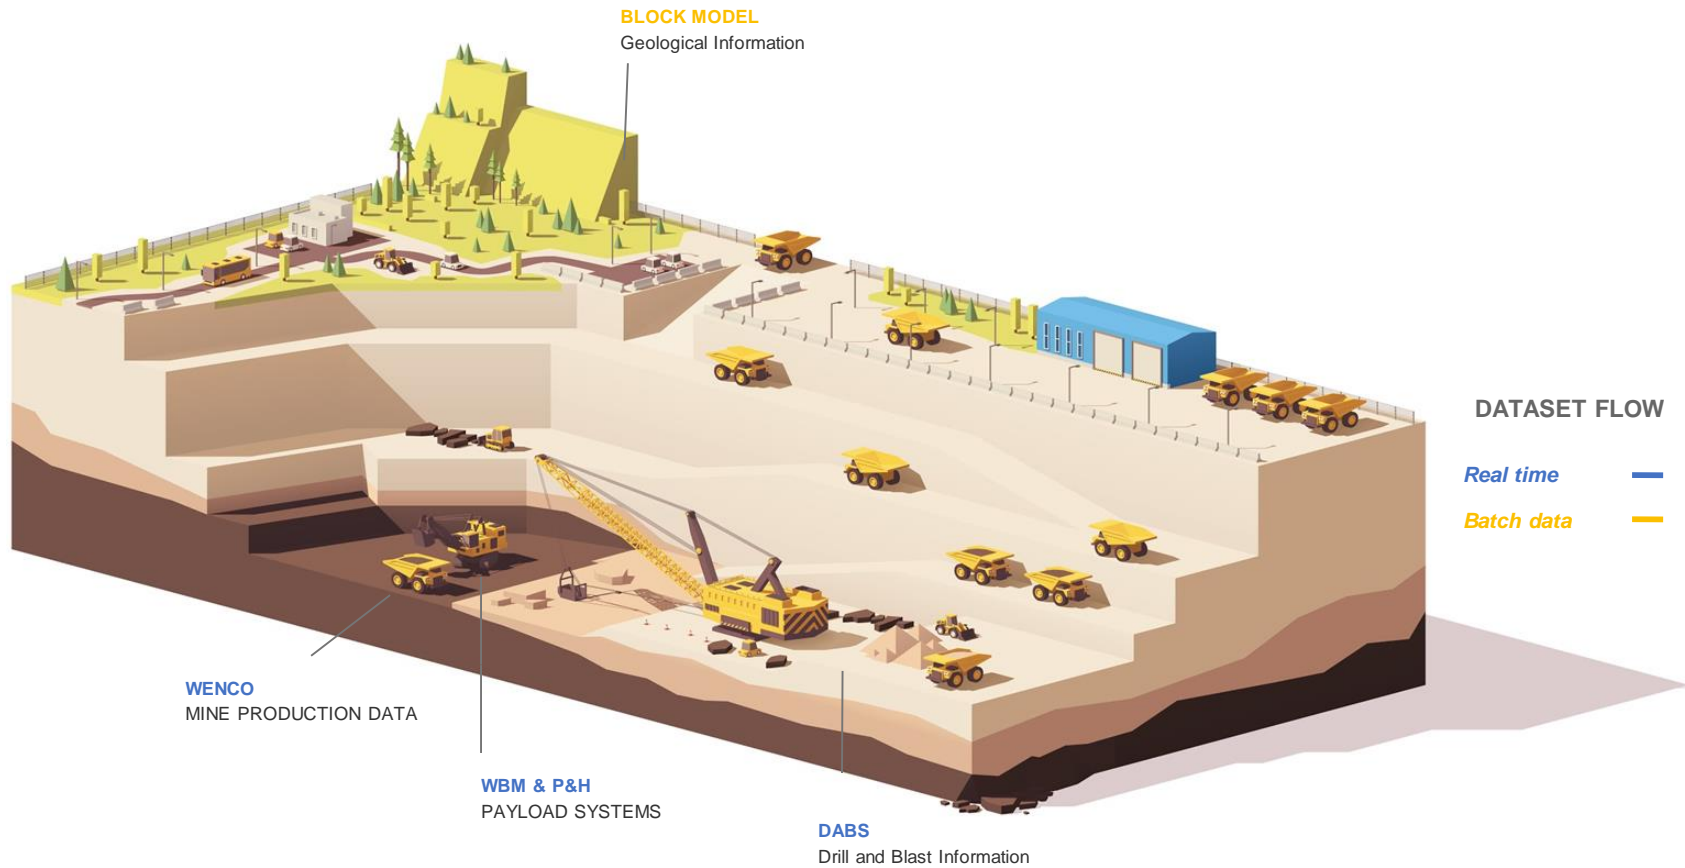 BLOCK MODEL
Geological Information
DATASET FLOW
Real time
Batch data
WENCO
MINE PRODUCTION DATA
WBM & P&H
PAYLOAD SYSTEMS
DABS
Drill and Blast Information